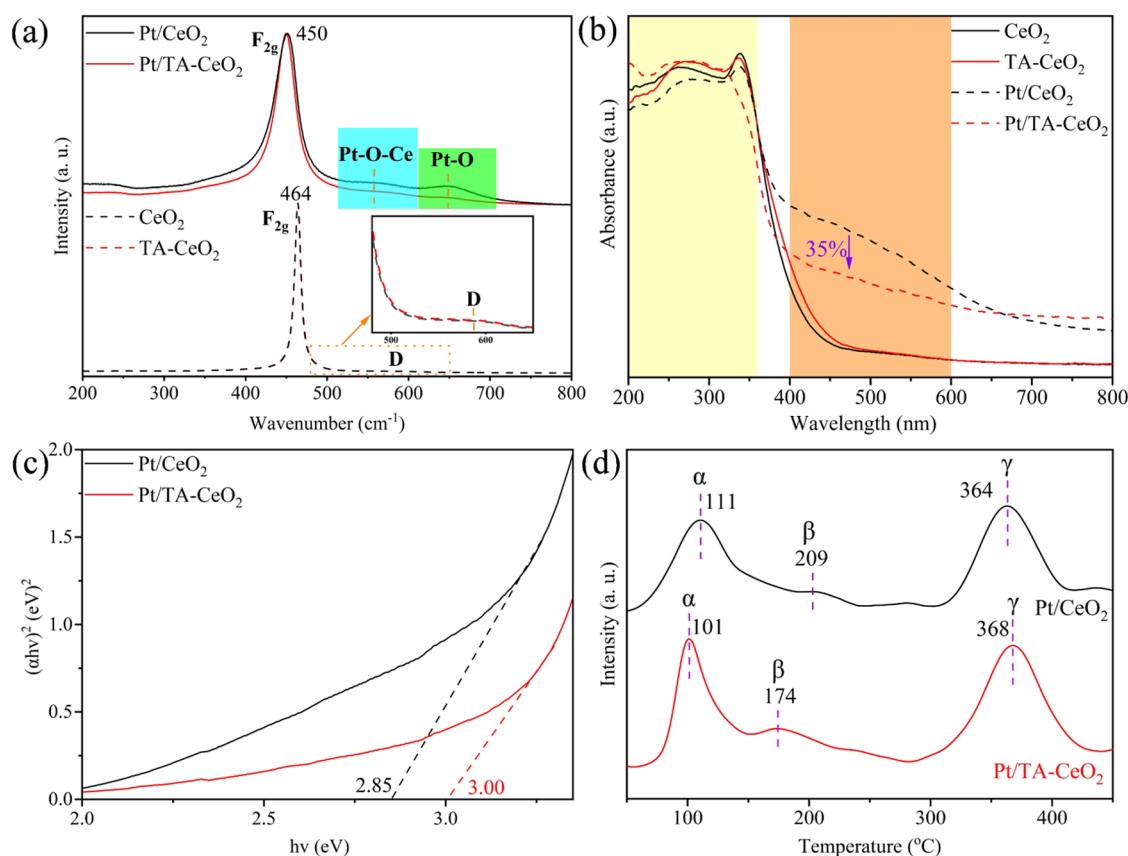 (a)
Pt/CeO₂
Pt/TA-CeO₂
F₂g
450
Pt-O-Ce
Pt-O
464
F₂g
CeO₂
TA-CeO₂
D
500
600
D
Intensity (a. u.)
200 300 400 500 600 700 800
Wavenumber (cm⁻¹)
(b)
CeO₂
TA-CeO₂
Pt/CeO₂
Pt/TA-CeO₂
35%
Absorbance (a.u.)
200 300 400 500 600 700 800
Wavelength (nm)
(c)
Pt/CeO₂
Pt/TA-CeO₂
2.0
1.5
1.0
0.5
0.0
(αhν)² (eV)²
2.85
3.00
2.0 2.5 3.0
hν (eV)
(d)
α
111
β
209
γ
364
Pt/CeO₂
α
101
β
174
γ
368
Pt/TA-CeO₂
Intensity (a. u.)
100 200 300 400
Temperature (°C)